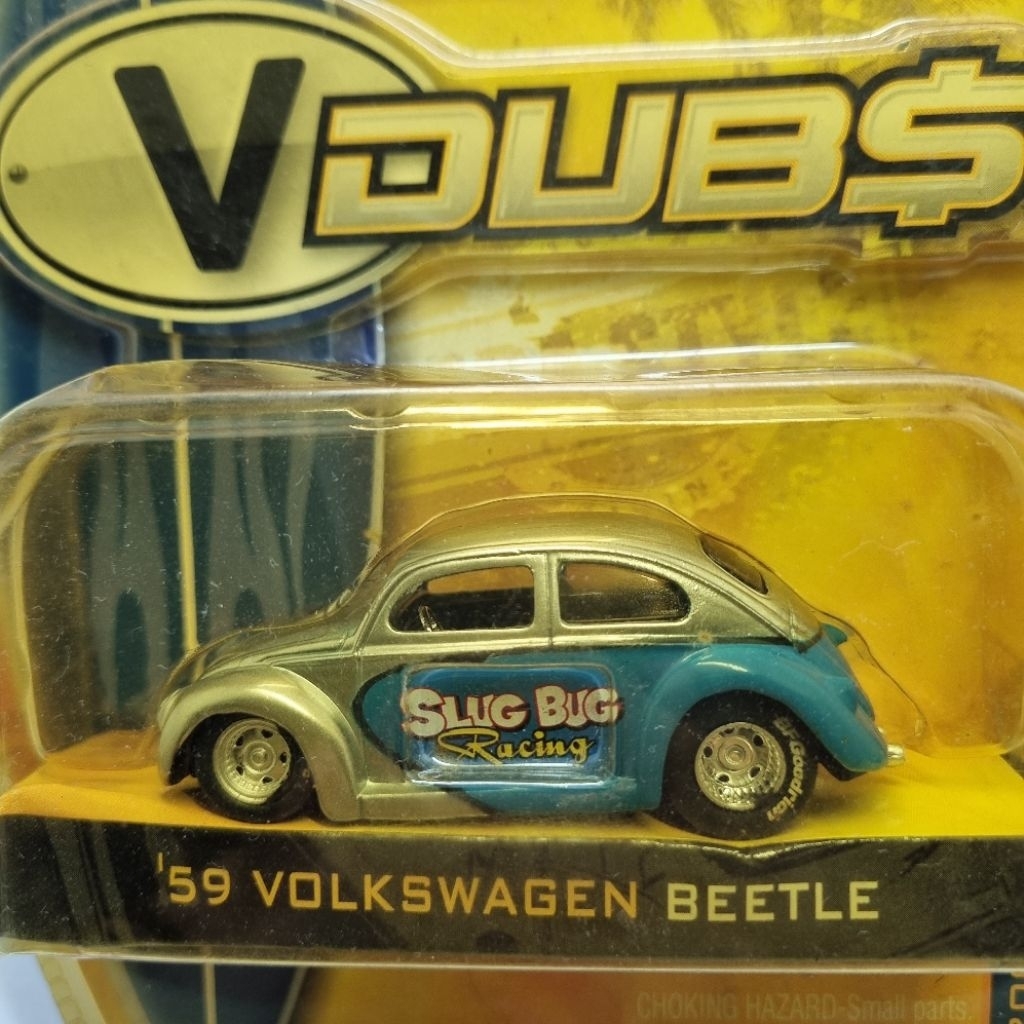 V DUB$
SLUG BUG
Racing
BFGoodrich
'59 VOLKSWAGEN BEETLE
CHOKING HAZARD-Small parts.